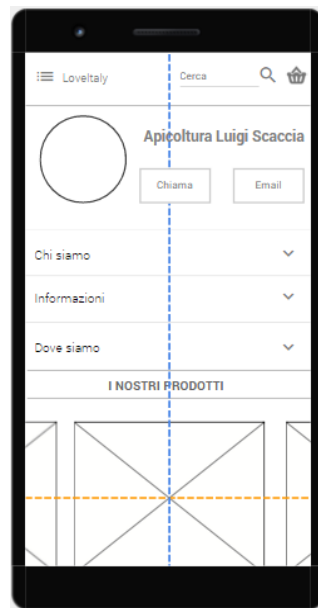 LoveItaly Cerca
Apicoltura Luigi Scaccia
Chiama Email
Chi siamo
Informazioni
Dove siamo
I NOSTRI PRODOTTI